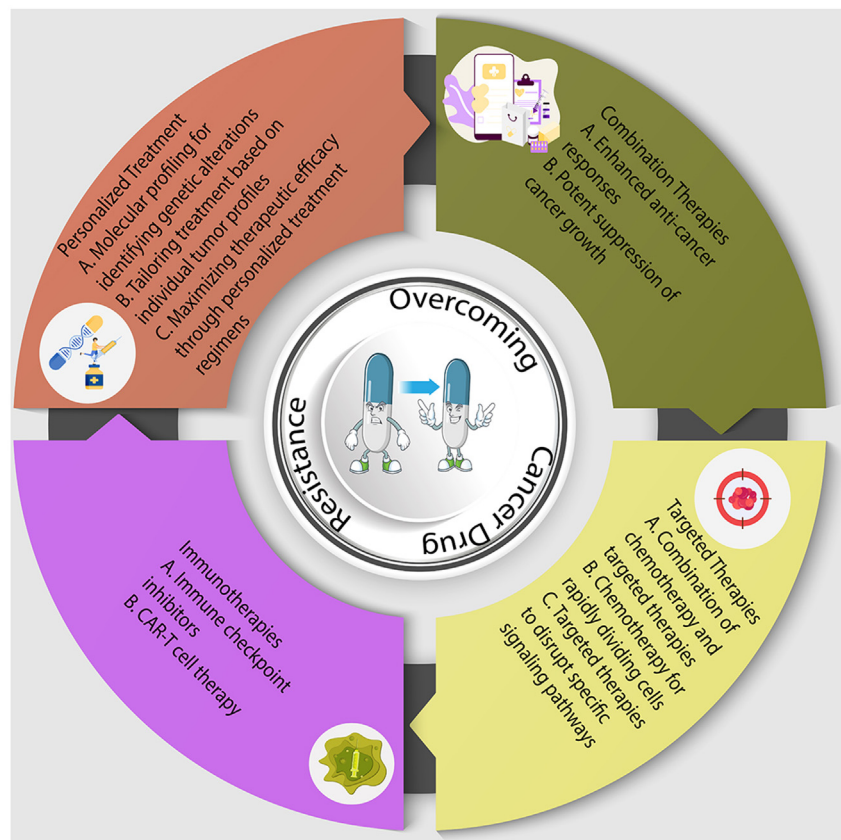 Personalized Treatment
A. Molecular profiling for
identifying genetic alterations
B. Tailoring treatment based on
individual tumor profiles
C. Maximizing therapeutic efficacy
through personalized treatment
regimens
Combination Therapies
A. Enhanced anti-cancer
responses
B. Potent suppression of
cancer growth
Targeted Therapies
A. Combination of
chemotherapy and
targeted therapies
B. Chemotherapy for
rapidly dividing cells
C. Targeted therapies
to disrupt specific
signaling pathways
Immunotherapies
A. Immune checkpoint
inhibitors
B. CAR-T cell therapy
Overcoming
Cancer Drug
Resistance